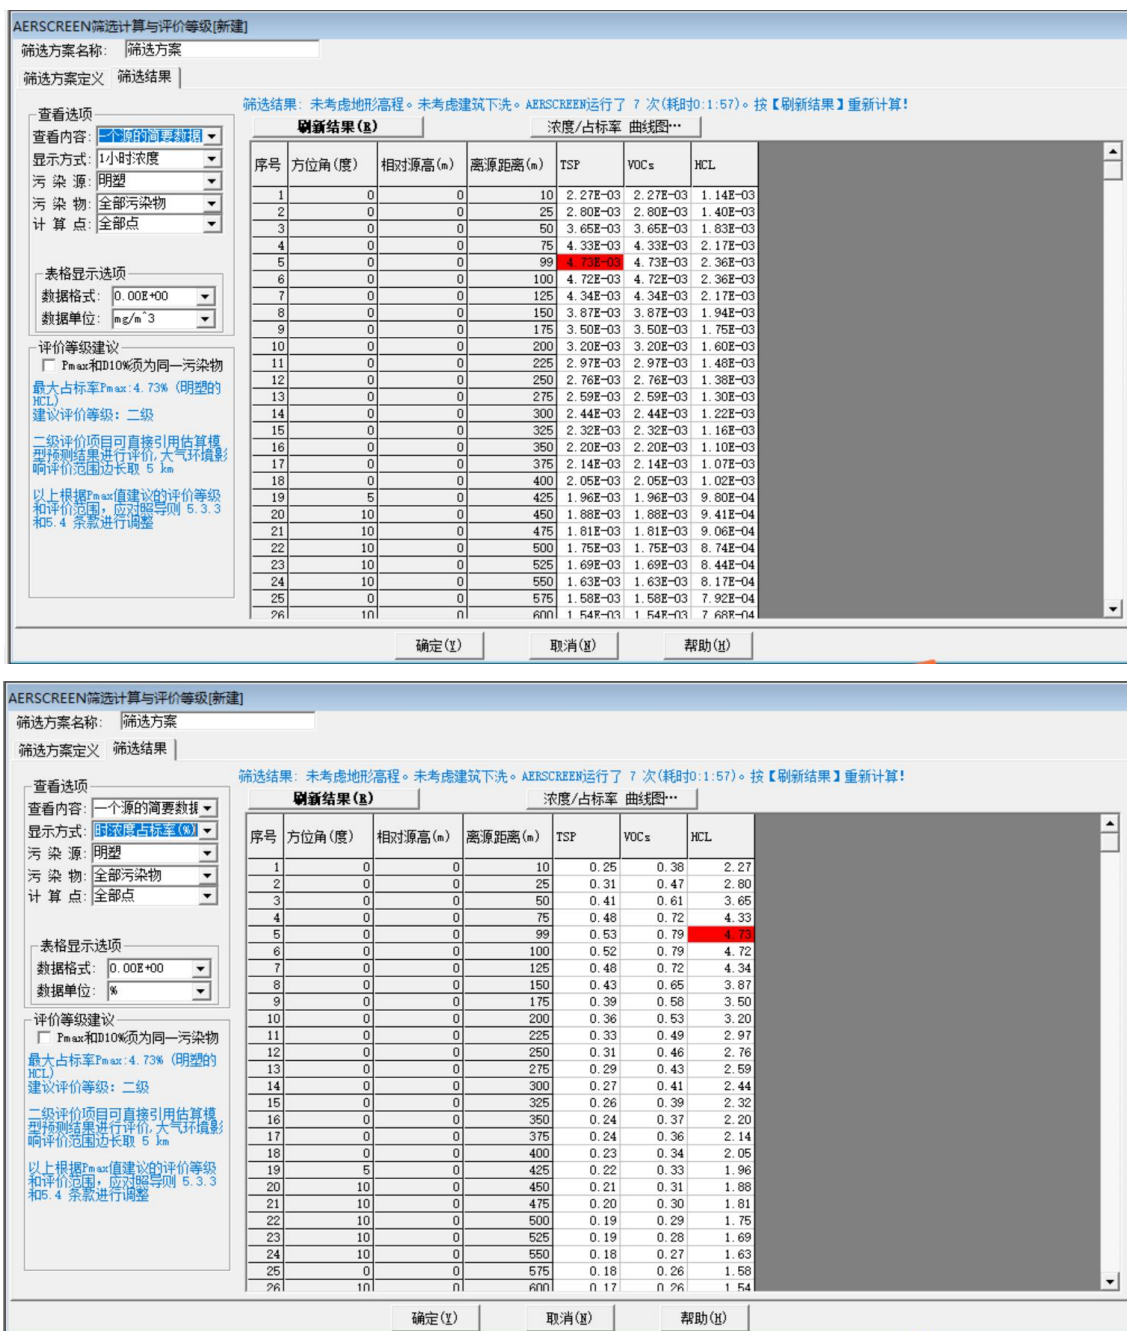 AERSCREEN筛选计算与评价等级[新建]
筛选方案名称: 筛选方案
筛选方案定义 筛选结果
筛选结果: 未考虑地形高程。未考虑建筑下洗。AERSCREEN运行了 7 次(耗时0:1:57)。按【刷新结果】重新计算!
查看选项
查看内容: 一个源的简要数据
显示方式: 1小时浓度
污 染 源: 明塑
污 染 物: 全部污染物
计 算 点: 全部点
表格显示选项
数据格式: 0.00E+00
数据单位: mg/m^3
评价等级建议
Pmax和D10%须为同一污染物
最大占标率Pmax:4.73% (明塑的
HCL)
建议评价等级: 二级
二级评价项目可直接引用估算模
型预测结果进行评价,大气环境影
响评价范围边长取 5 km
以上根据Pmax值建议的评价等级
和评价范围, 应对照导则 5.3.3
和5.4 条款进行调整
刷新结果(R) 浓度/占标率 曲线图…
序号 方位角(度) 相对源高(m) 离源距离(m) TSP VOCs HCL
1 0 0 10 2.27E-03 2.27E-03 1.14E-03
2 0 0 25 2.80E-03 2.80E-03 1.40E-03
3 0 0 50 3.65E-03 3.65E-03 1.83E-03
4 0 0 75 4.33E-03 4.33E-03 2.17E-03
5 0 0 99 4.73E-03 4.73E-03 2.36E-03
6 0 0 100 4.72E-03 4.72E-03 2.36E-03
7 0 0 125 4.34E-03 4.34E-03 2.17E-03
8 0 0 150 3.87E-03 3.87E-03 1.94E-03
9 0 0 175 3.50E-03 3.50E-03 1.75E-03
10 0 0 200 3.20E-03 3.20E-03 1.60E-03
11 0 0 225 2.97E-03 2.97E-03 1.48E-03
12 0 0 250 2.76E-03 2.76E-03 1.38E-03
13 0 0 275 2.59E-03 2.59E-03 1.30E-03
14 0 0 300 2.44E-03 2.44E-03 1.22E-03
15 0 0 325 2.32E-03 2.32E-03 1.16E-03
16 0 0 350 2.20E-03 2.20E-03 1.10E-03
17 0 0 375 2.14E-03 2.14E-03 1.07E-03
18 0 0 400 2.05E-03 2.05E-03 1.02E-03
19 5 0 425 1.96E-03 1.96E-03 9.80E-04
20 10 0 450 1.88E-03 1.88E-03 9.41E-04
21 10 0 475 1.81E-03 1.81E-03 9.06E-04
22 10 0 500 1.75E-03 1.75E-03 8.74E-04
23 10 0 525 1.69E-03 1.69E-03 8.44E-04
24 10 0 550 1.63E-03 1.63E-03 8.17E-04
25 0 0 575 1.58E-03 1.58E-03 7.92E-04
26 10 0 600 1.54E-03 1.54E-03 7.68E-04
确定(Y) 取消(N) 帮助(H)
AERSCREEN筛选计算与评价等级[新建]
筛选方案名称: 筛选方案
筛选方案定义 筛选结果
筛选结果: 未考虑地形高程。未考虑建筑下洗。AERSCREEN运行了 7 次(耗时0:1:57)。按【刷新结果】重新计算!
查看选项
查看内容: 一个源的简要数据
显示方式: 时浓度占标率(%)
污 染 源: 明塑
污 染 物: 全部污染物
计 算 点: 全部点
表格显示选项
数据格式: 0.00E+00
数据单位: %
评价等级建议
Pmax和D10%须为同一污染物
最大占标率Pmax:4.73% (明塑的
HCL)
建议评价等级: 二级
二级评价项目可直接引用估算模
型预测结果进行评价,大气环境影
响评价范围边长取 5 km
以上根据Pmax值建议的评价等级
和评价范围, 应对照导则 5.3.3
和5.4 条款进行调整
刷新结果(R) 浓度/占标率 曲线图…
序号 方位角(度) 相对源高(m) 离源距离(m) TSP VOCs HCL
1 0 0 10 0.25 0.38 2.27
2 0 0 25 0.31 0.47 2.80
3 0 0 50 0.41 0.61 3.65
4 0 0 75 0.48 0.72 4.33
5 0 0 99 0.53 0.79 4.73
6 0 0 100 0.52 0.79 4.72
7 0 0 125 0.48 0.72 4.34
8 0 0 150 0.43 0.65 3.87
9 0 0 175 0.39 0.58 3.50
10 0 0 200 0.36 0.53 3.20
11 0 0 225 0.33 0.49 2.97
12 0 0 250 0.31 0.46 2.76
13 0 0 275 0.29 0.43 2.59
14 0 0 300 0.27 0.41 2.44
15 0 0 325 0.26 0.39 2.32
16 0 0 350 0.24 0.37 2.20
17 0 0 375 0.24 0.36 2.14
18 0 0 400 0.23 0.34 2.05
19 5 0 425 0.22 0.33 1.96
20 10 0 450 0.21 0.31 1.88
21 10 0 475 0.20 0.30 1.81
22 10 0 500 0.19 0.29 1.75
23 10 0 525 0.19 0.28 1.69
24 10 0 550 0.18 0.27 1.63
25 0 0 575 0.18 0.26 1.58
26 10 0 600 0.17 0.26 1.54
确定(Y) 取消(N) 帮助(H)